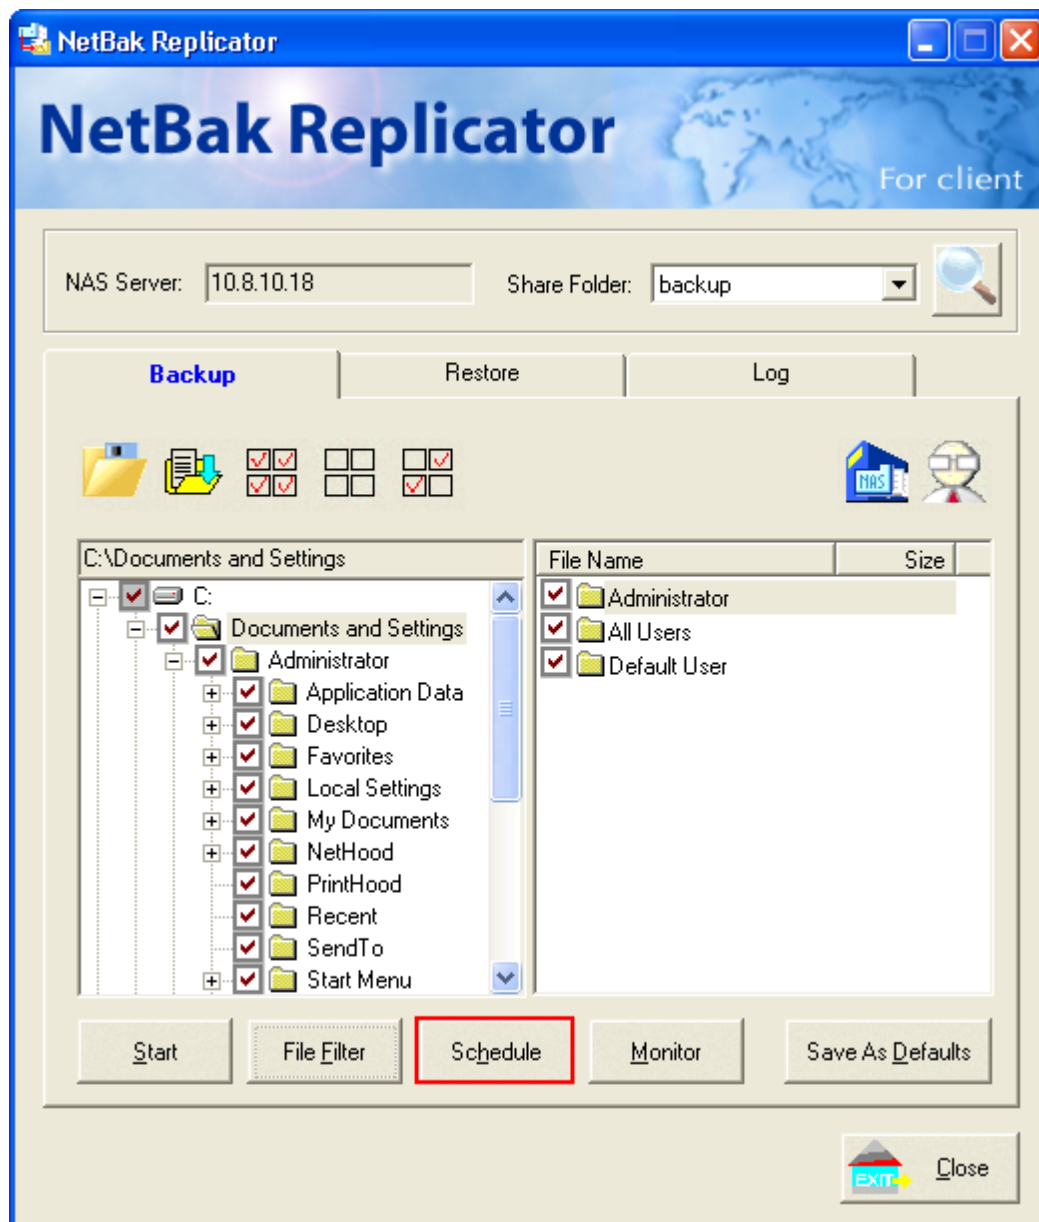 NetBak Replicator
NetBak Replicator
For client
NAS Server: 10.8.10.18 Share Folder: backup
Backup Restore Log
NAS
C:\Documents and Settings
C:
Documents and Settings
Administrator
Application Data
Desktop
Favorites
Local Settings
My Documents
NetHood
PrintHood
Recent
SendTo
Start Menu
File Name Size
Administrator
All Users
Default User
Start File Filter Schedule Monitor Save As Defaults
EXIT Close